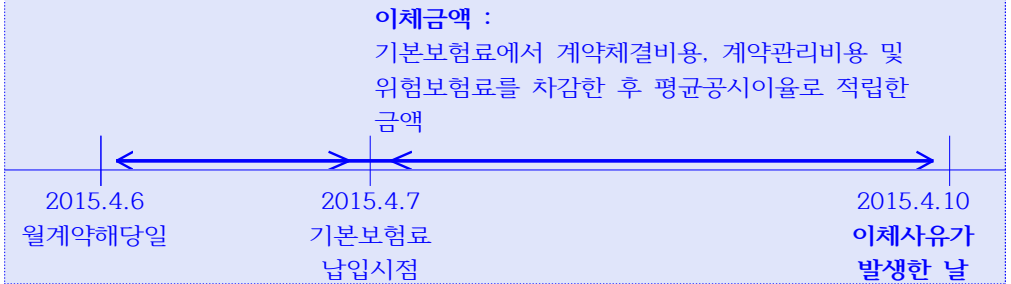 이체금액 :
기본보험료에서 계약체결비용, 계약관리비용 및
위험보험료를 차감한 후 평균공시이율로 적립한
금액
2015.4.6
월계약해당일
2015.4.7
기본보험료
납입시점
2015.4.10
이체사유가
발생한 날